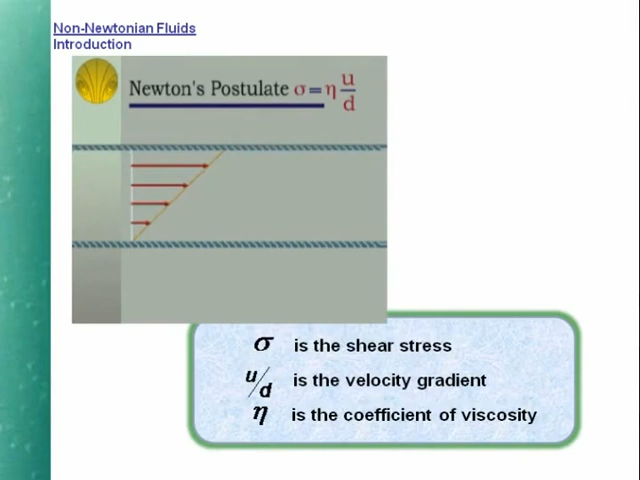 Non-Newtonian Fluids
Introduction
Newton's Postulate σ = η u/d
σ is the shear stress
u/d is the velocity gradient
η is the coefficient of viscosity